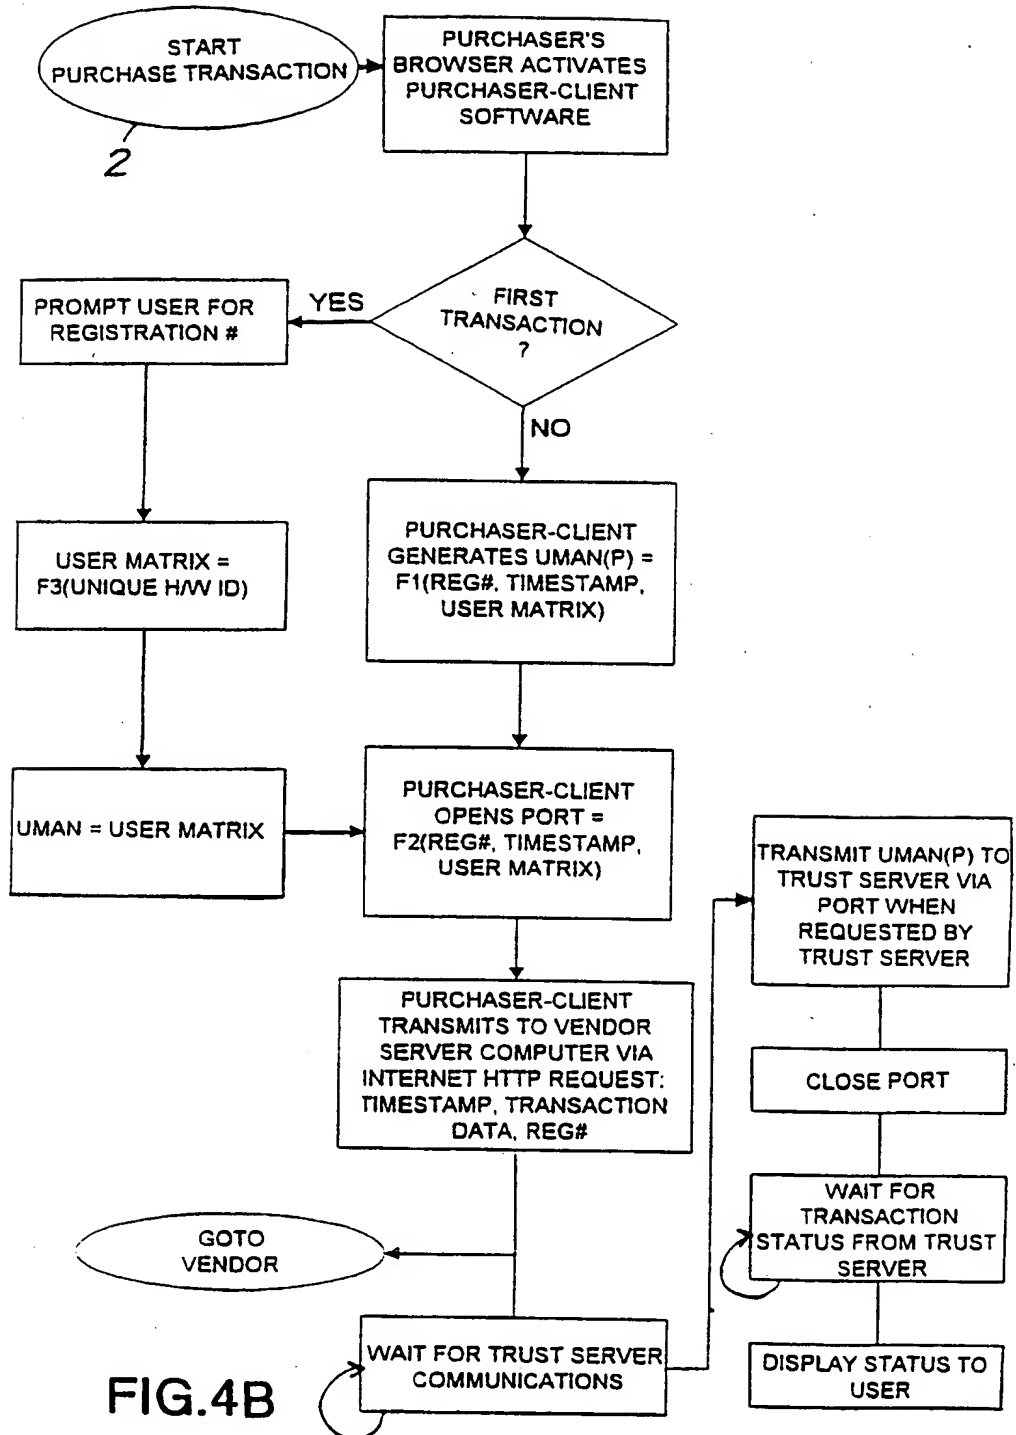 START
PURCHASE TRANSACTION
2
PURCHASER'S
BROWSER ACTIVATES
PURCHASER-CLIENT
SOFTWARE
FIRST
TRANSACTION
?
YES
PROMPT USER FOR
REGISTRATION #
NO
USER MATRIX =
F3(UNIQUE H/W ID)
PURCHASER-CLIENT
GENERATES UMAN(P) =
F1(REG#, TIMESTAMP,
USER MATRIX)
UMAN = USER MATRIX
PURCHASER-CLIENT
OPENS PORT =
F2(REG#, TIMESTAMP,
USER MATRIX)
PURCHASER-CLIENT
TRANSMITS TO VENDOR
SERVER COMPUTER VIA
INTERNET HTTP REQUEST:
TIMESTAMP, TRANSACTION
DATA, REG#
GOTO
VENDOR
WAIT FOR TRUST SERVER
COMMUNICATIONS
TRANSMIT UMAN(P) TO
TRUST SERVER VIA
PORT WHEN
REQUESTED BY
TRUST SERVER
CLOSE PORT
WAIT FOR
TRANSACTION
STATUS FROM TRUST
SERVER
DISPLAY STATUS TO
USER
FIG.4B